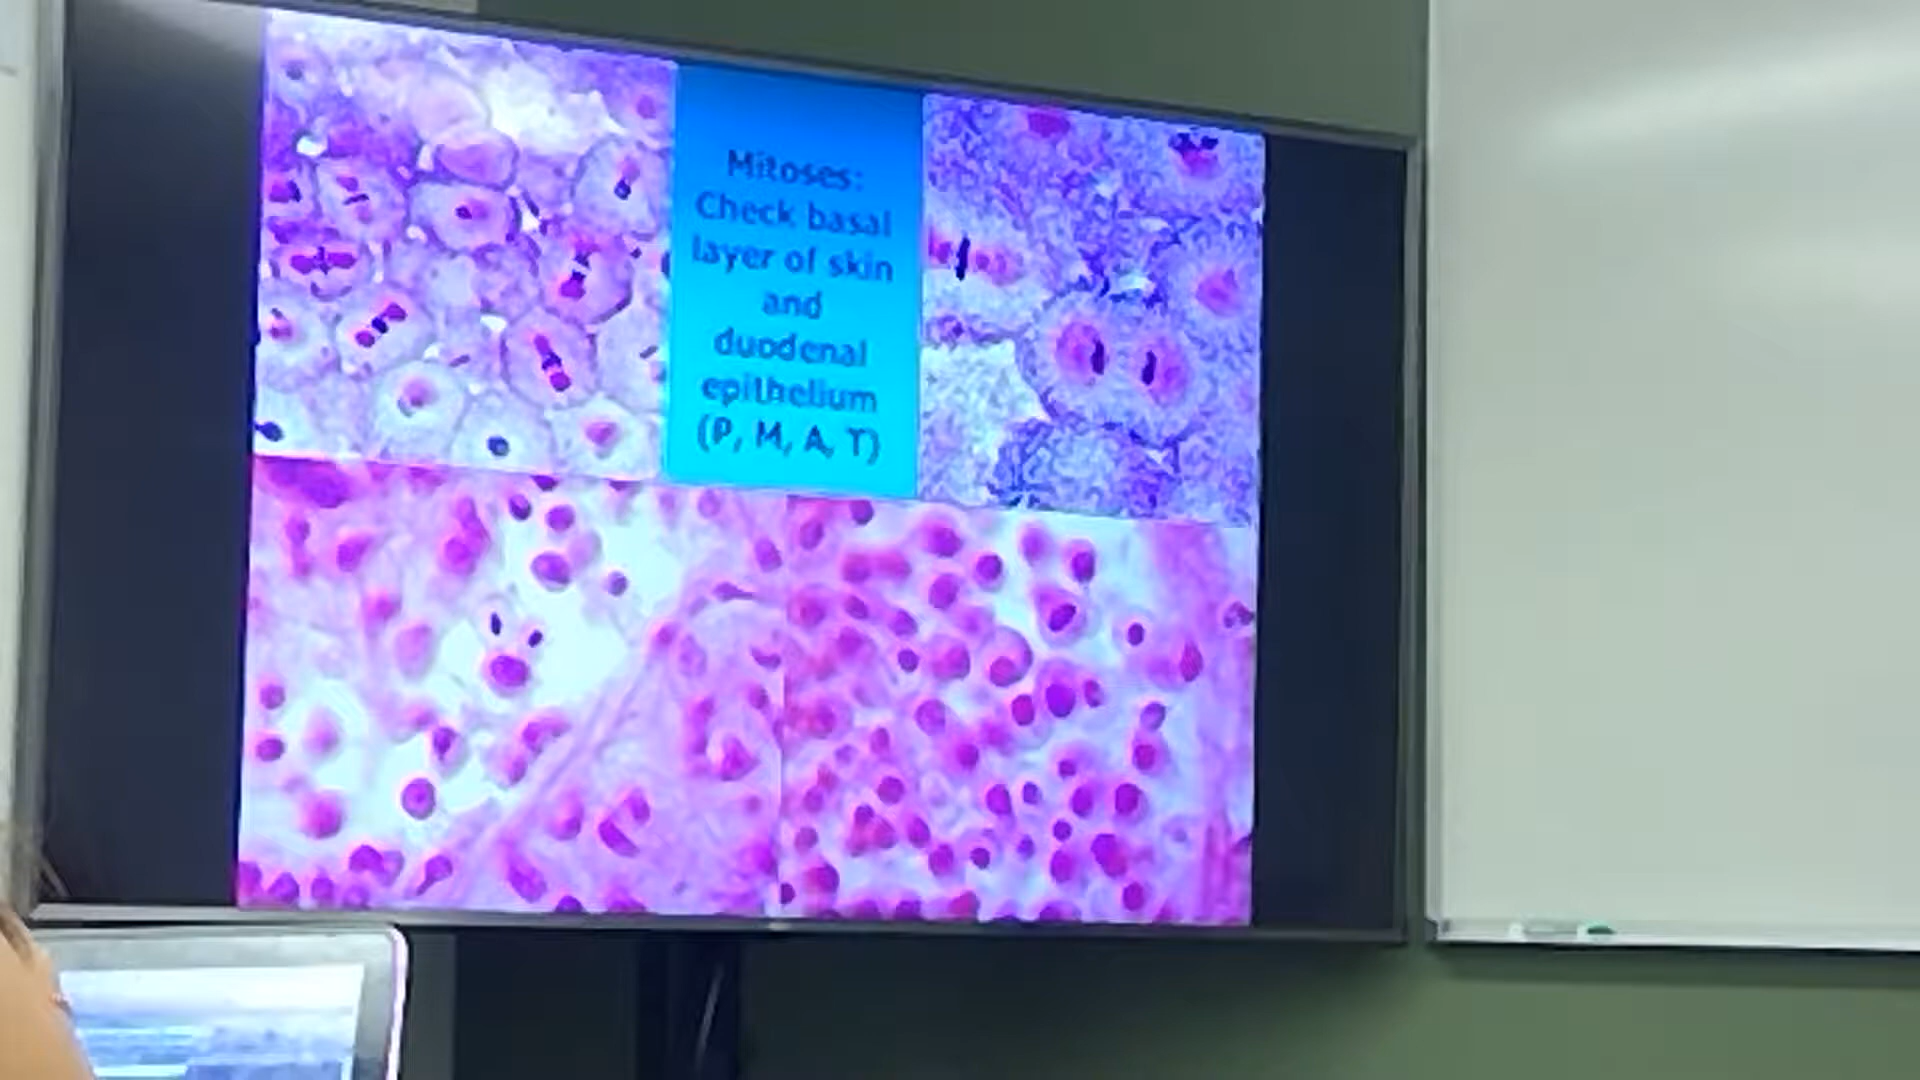 Mitoses:
Check basal
layer of skin
and
duodenal
epithelium
(P, M, A, T)